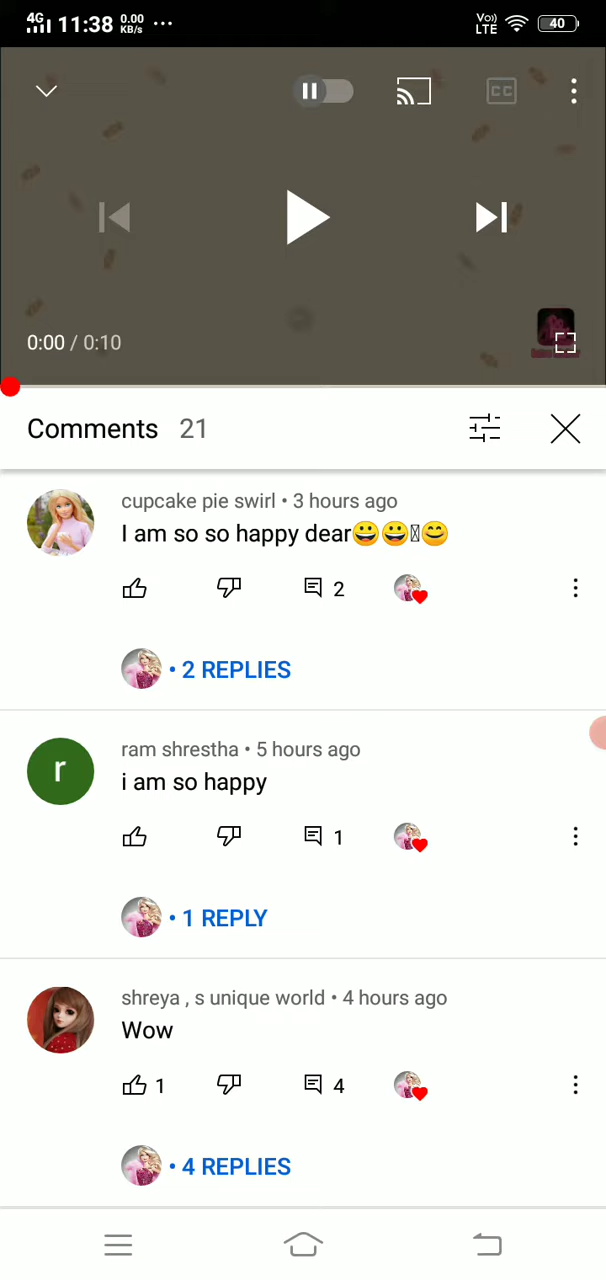 4G 11:38 0.00 KB/s ... Vo)) LTE 40
CC
0:00 / 0:10
Comments 21
cupcake pie swirl • 3 hours ago
I am so so happy dear😀😀▯😊
2
• 2 REPLIES
ram shrestha • 5 hours ago
r
i am so happy
1
• 1 REPLY
shreya , s unique world • 4 hours ago
Wow
1 4
• 4 REPLIES